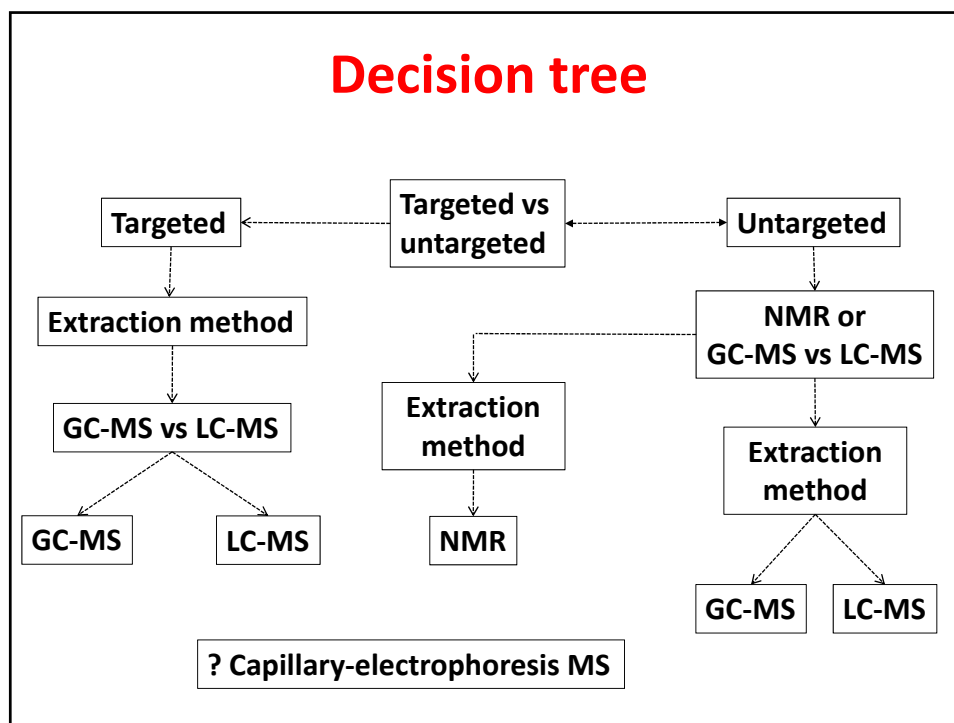 Decision tree
Targeted
Targeted vs
untargeted
Untargeted
Extraction method
NMR or
GC-MS vs LC-MS
GC-MS vs LC-MS
Extraction
method
Extraction
method
GC-MS
LC-MS
NMR
GC-MS
LC-MS
? Capillary-electrophoresis MS